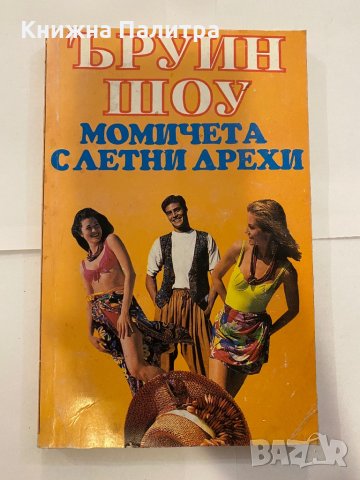 Книжна Палитра
ЪРУИН
ШОУ
МОМИЧЕТА
С ЛЕТНИ ДРЕХИ
BAZAR